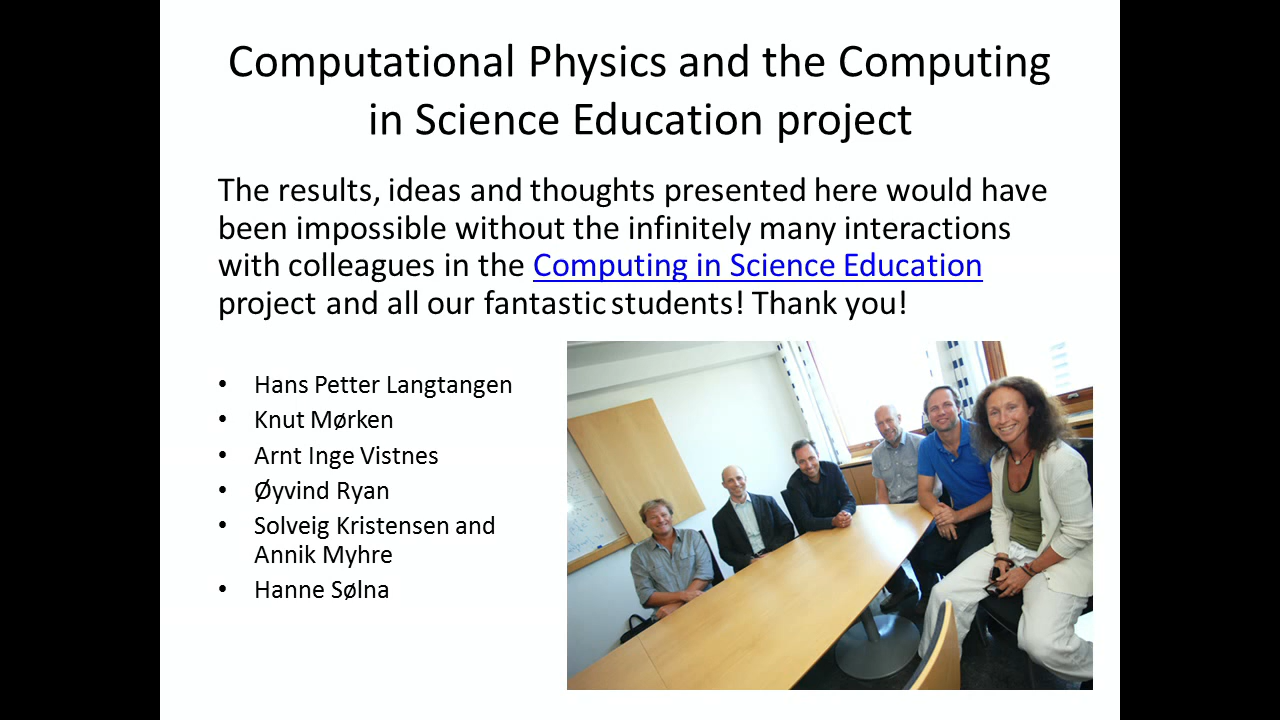 Computational Physics and the Computing
in Science Education project
The results, ideas and thoughts presented here would have
been impossible without the infinitely many interactions
with colleagues in the Computing in Science Education
project and all our fantastic students! Thank you!
• Hans Petter Langtangen
• Knut Mørken
• Arnt Inge Vistnes
• Øyvind Ryan
• Solveig Kristensen and
Annik Myhre
• Hanne Sølna